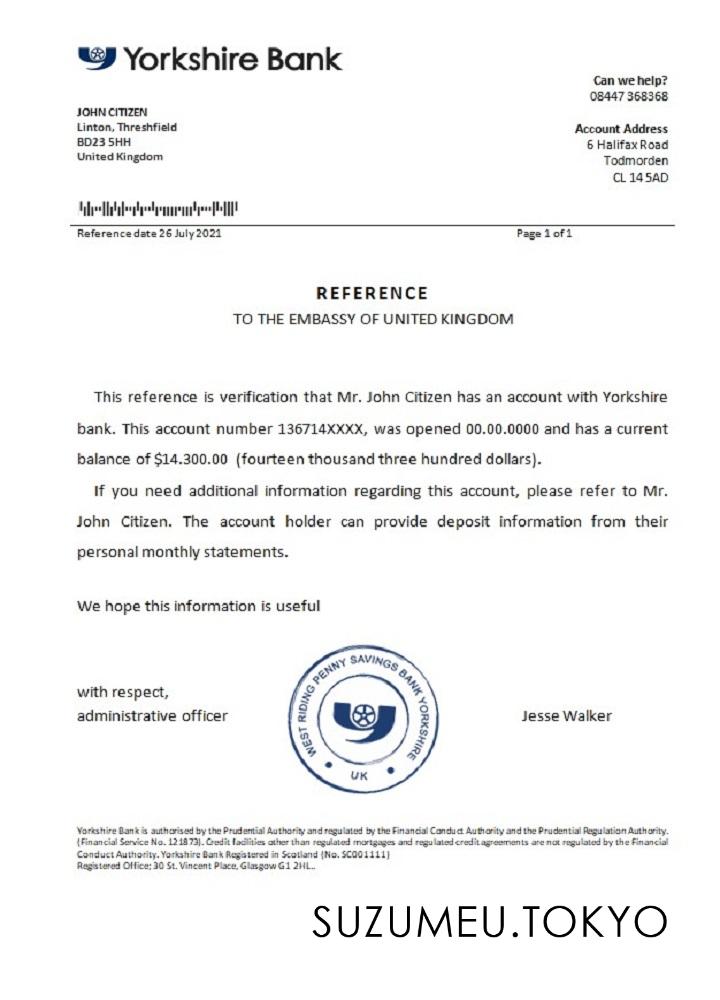 Yorkshire Bank
Can we help?
08447 368368
JOHN CITIZEN
Linton, Threshfield
BD23 5HH
United Kingdom
Account Address
6 Halifax Road
Todmorden
CL 14 5AD
Reference date 26 July 2021
Page 1 of 1
REFERENCE
TO THE EMBASSY OF UNITED KINGDOM
This reference is verification that Mr. John Citizen has an account with Yorkshire
bank. This account number 136714XXXX, was opened 00.00.0000 and has a current
balance of $14.300.00 (fourteen thousand three hundred dollars).
If you need additional information regarding this account, please refer to Mr.
John Citizen. The account holder can provide deposit information from their
personal monthly statements.
We hope this information is useful
with respect,
administrative officer
WEST RIDING PENNY SAVINGS BANK YORKSHIRE
UK
Jesse Walker
Yorkshire Bank is authorised by the Prudential Authority and regulated by the Financial Conduct Authority and the Prudential Regulation Authority.
(Financial Service No. 121873). Credit facilities other than regulated mortgages and regulated credit agreements are not regulated by the Financial
Conduct Authority. Yorkshire Bank Registered in Scotland (No. SC001111)
Registered Office; 30 St. Vincent Place, Glasgow G1 2HL..
SUZUMEU.TOKYO